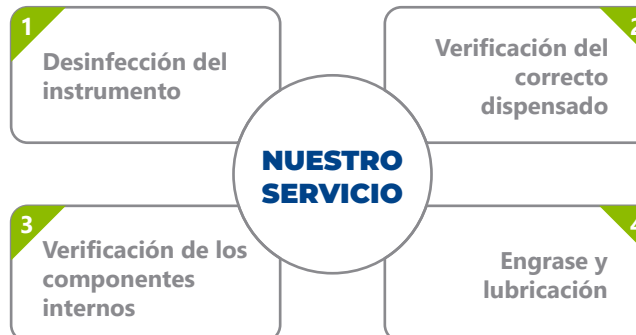 1
Desinfección del
instrumento
2
Verificación del
correcto
dispensado
NUESTRO
SERVICIO
3
Verificación de los
componentes
internos
4
Engrase y
lubricación